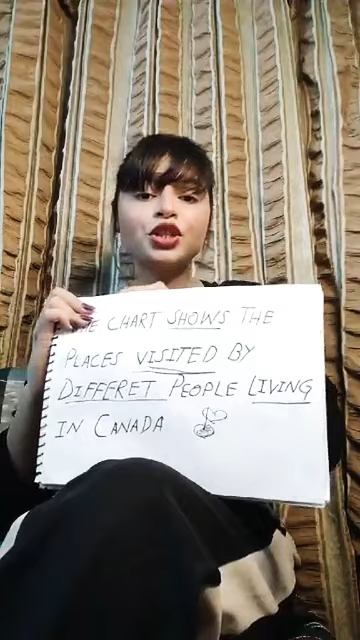 CHART SHOWS THE
PLACES VISITED BY
DIFFERET PEOPLE LIVING
IN CANADA